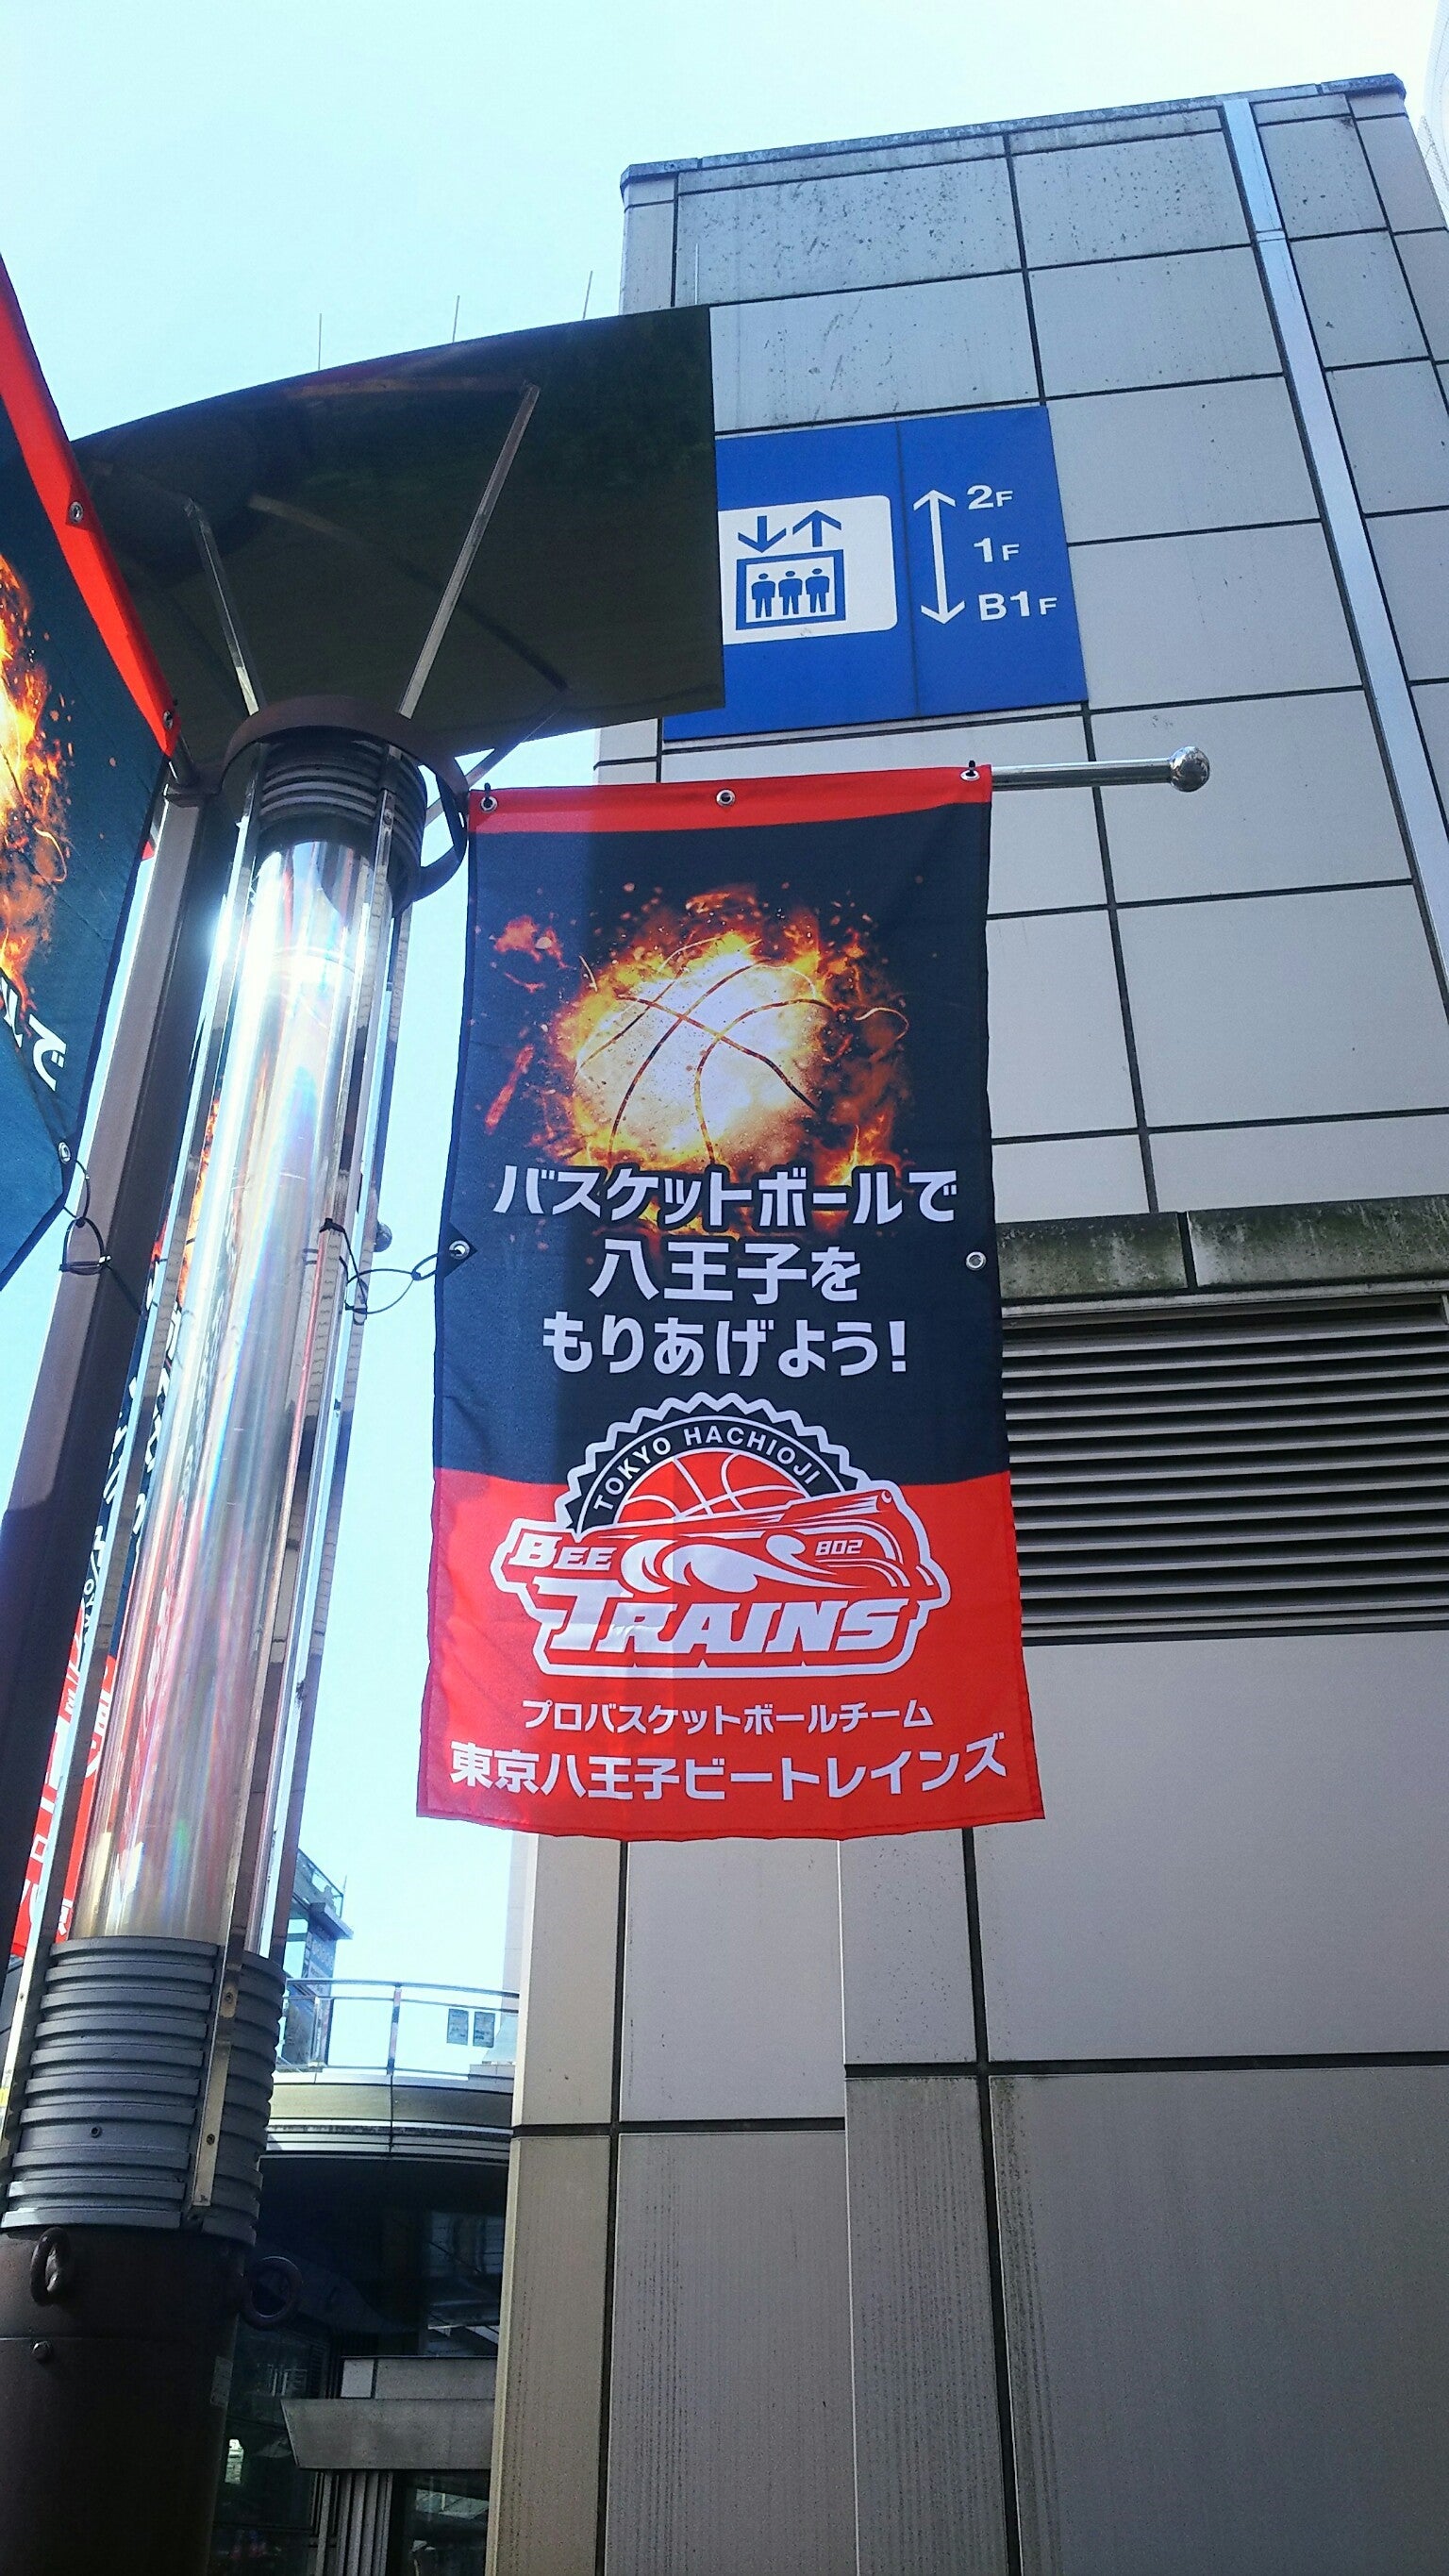 2F
1F
B1F
バスケットボールで
八王子を
もりあげよう!
TOKYO HACHIOJI
BEE
802
TRAINS
プロバスケットボールチーム
東京八王子ビートレインズ